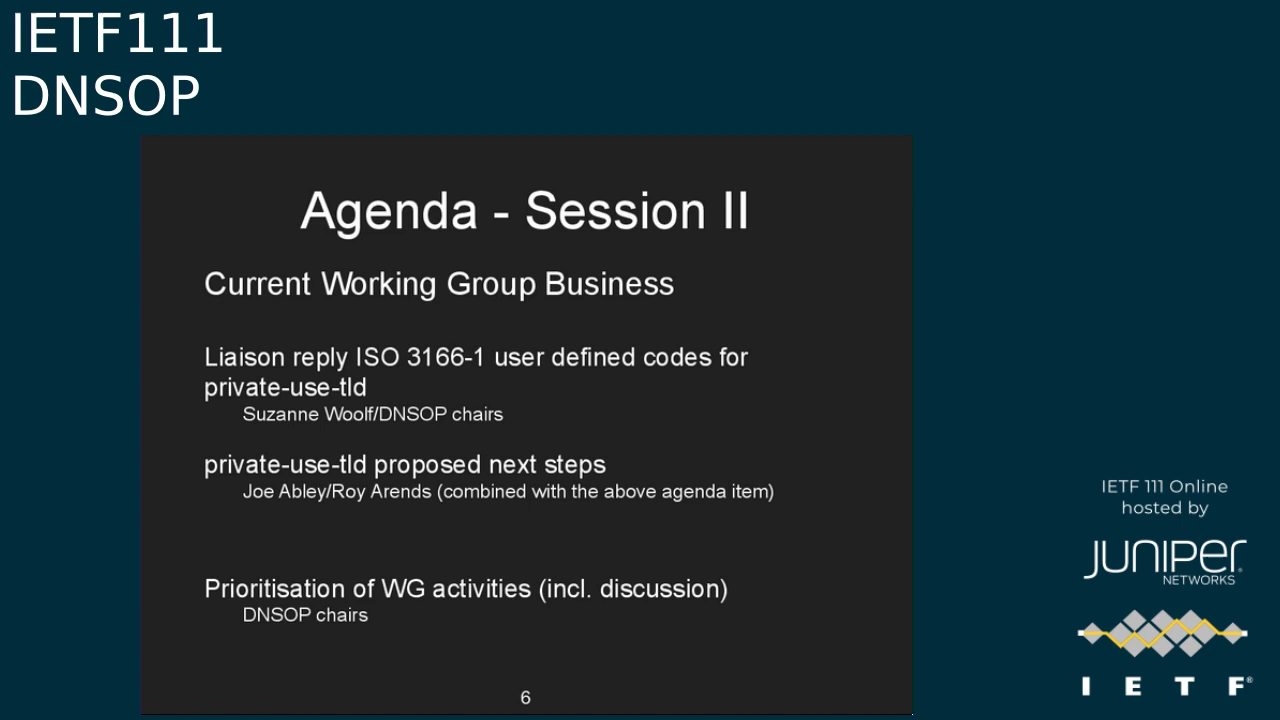 IETF111
DNSOP
Agenda - Session II
Current Working Group Business
Liaison reply ISO 3166-1 user defined codes for
private-use-tld
Suzanne Woolf/DNSOP chairs
private-use-tld proposed next steps
Joe Abley/Roy Arends (combined with the above agenda item)
Prioritisation of WG activities (incl. discussion)
DNSOP chairs
6
IETF 111 Online
hosted by
JUNIPER
NETWORKS
I E T F®